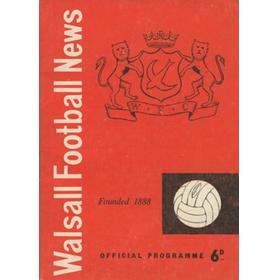 Walsall Football News
W F C
Founded 1888
OFFICIAL PROGRAMME 6D